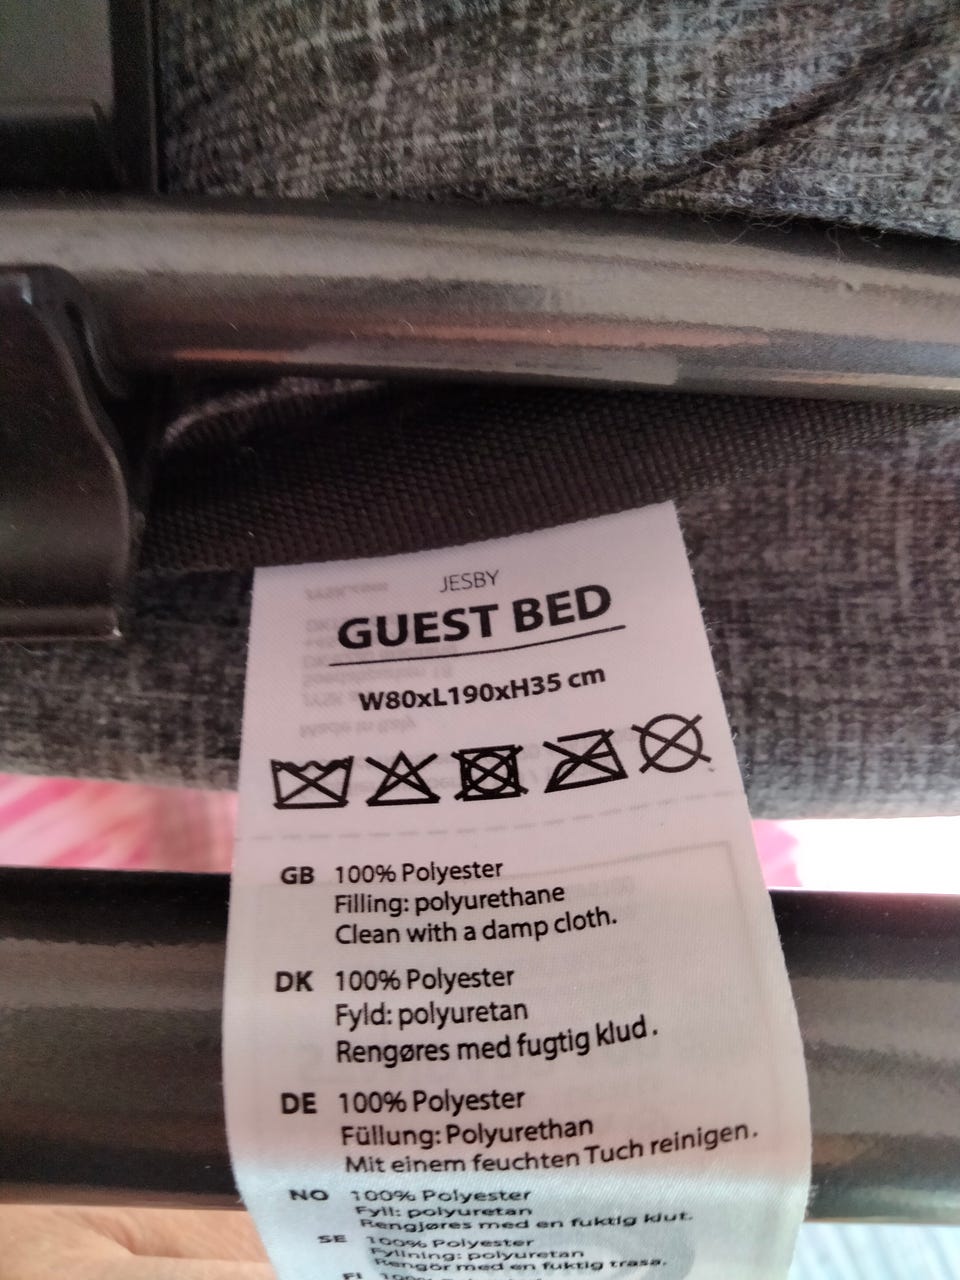 JESBY
GUEST BED
W80xL190xH35 cm
GB 100% Polyester
Filling: polyurethane
Clean with a damp cloth.
DK 100% Polyester
Fyld: polyuretan
Rengøres med fugtig klud.
DE 100% Polyester
Füllung: Polyurethan
Mit einem feuchten Tuch reinigen.
NO 100% Polyester
Fyll: polyuretan
Rengjøres med en fuktig klut.
SE 100% Polyester
Fyllning: polyuretan
Rengör med en fuktig trasa.
FI